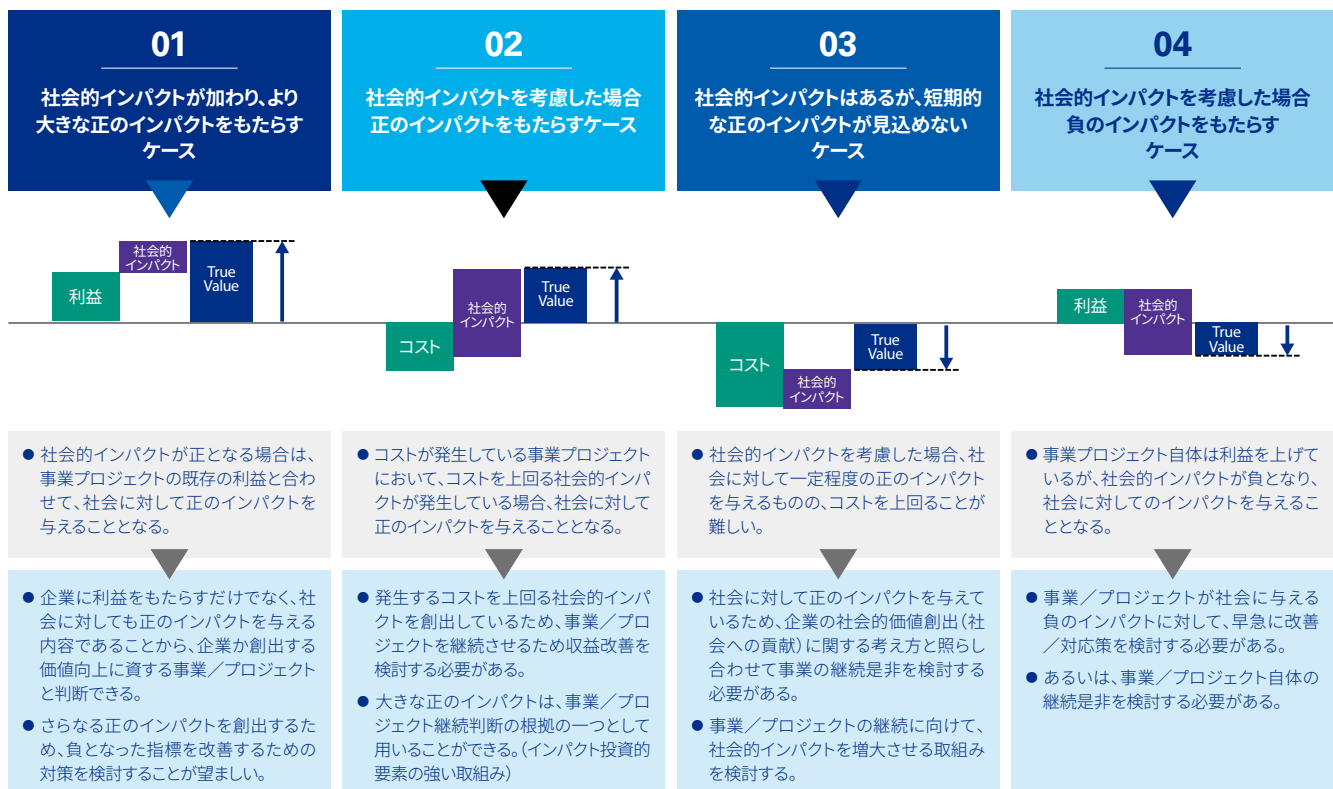 01
社会的インパクトが加わり、より
大きな正のインパクトをもたらす
ケース
02
社会的インパクトを考慮した場合
正のインパクトをもたらすケース
03
社会的インパクトはあるが、短期的
な正のインパクトが見込めない
ケース
04
社会的インパクトを考慮した場合
負のインパクトをもたらす
ケース
利益
社会的
インパクト
True
Value
コスト
社会的
インパクト
True
Value
コスト
社会的
インパクト
True
Value
利益
社会的
インパクト
True
Value
● 社会的インパクトが正となる場合は、
事業プロジェクトの既存の利益と合わ
せて、社会に対して正のインパクトを
与えることとなる。
● コストが発生している事業プロジェクト
において、コストを上回る社会的インパ
クトが発生している場合、社会に対して
正のインパクトを与えることとなる。
● 社会的インパクトを考慮した場合、社
会に対して一定程度の正のインパクト
を与えるものの、コストを上回ることが
難しい。
● 事業プロジェクト自体は利益を上げて
いるが、社会的インパクトが負となり、
社会に対してのインパクトを与えるこ
ととなる。
● 企業に利益をもたらすだけでなく、社
会に対しても正のインパクトを与える
内容であることから、企業か創出する
価値向上に資する事業／プロジェクト
と判断できる。
● さらなる正のインパクトを創出するた
め、負となった指標を改善するための
対策を検討することが望ましい。
● 発生するコストを上回る社会的インパ
クトを創出しているため、事業／プロ
ジェクトを継続させるため収益改善を
検討する必要がある。
● 大きな正のインパクトは、事業／プロ
ジェクト継続判断の根拠の一つとして
用いることができる。(インパクト投資的
要素の強い取組み)
● 社会に対して正のインパクトを与えて
いるため、企業の社会的価値創出(社
会への貢献)に関する考え方と照らし
合わせて事業の継続是非を検討する
必要がある。
● 事業／プロジェクトの継続に向けて、
社会的インパクトを増大させる取組み
を検討する。
● 事業／プロジェクトが社会に与える
負のインパクトに対して、早急に改善
／対応策を検討する必要がある。
● あるいは、事業／プロジェクト自体の
継続是非を検討する必要がある。